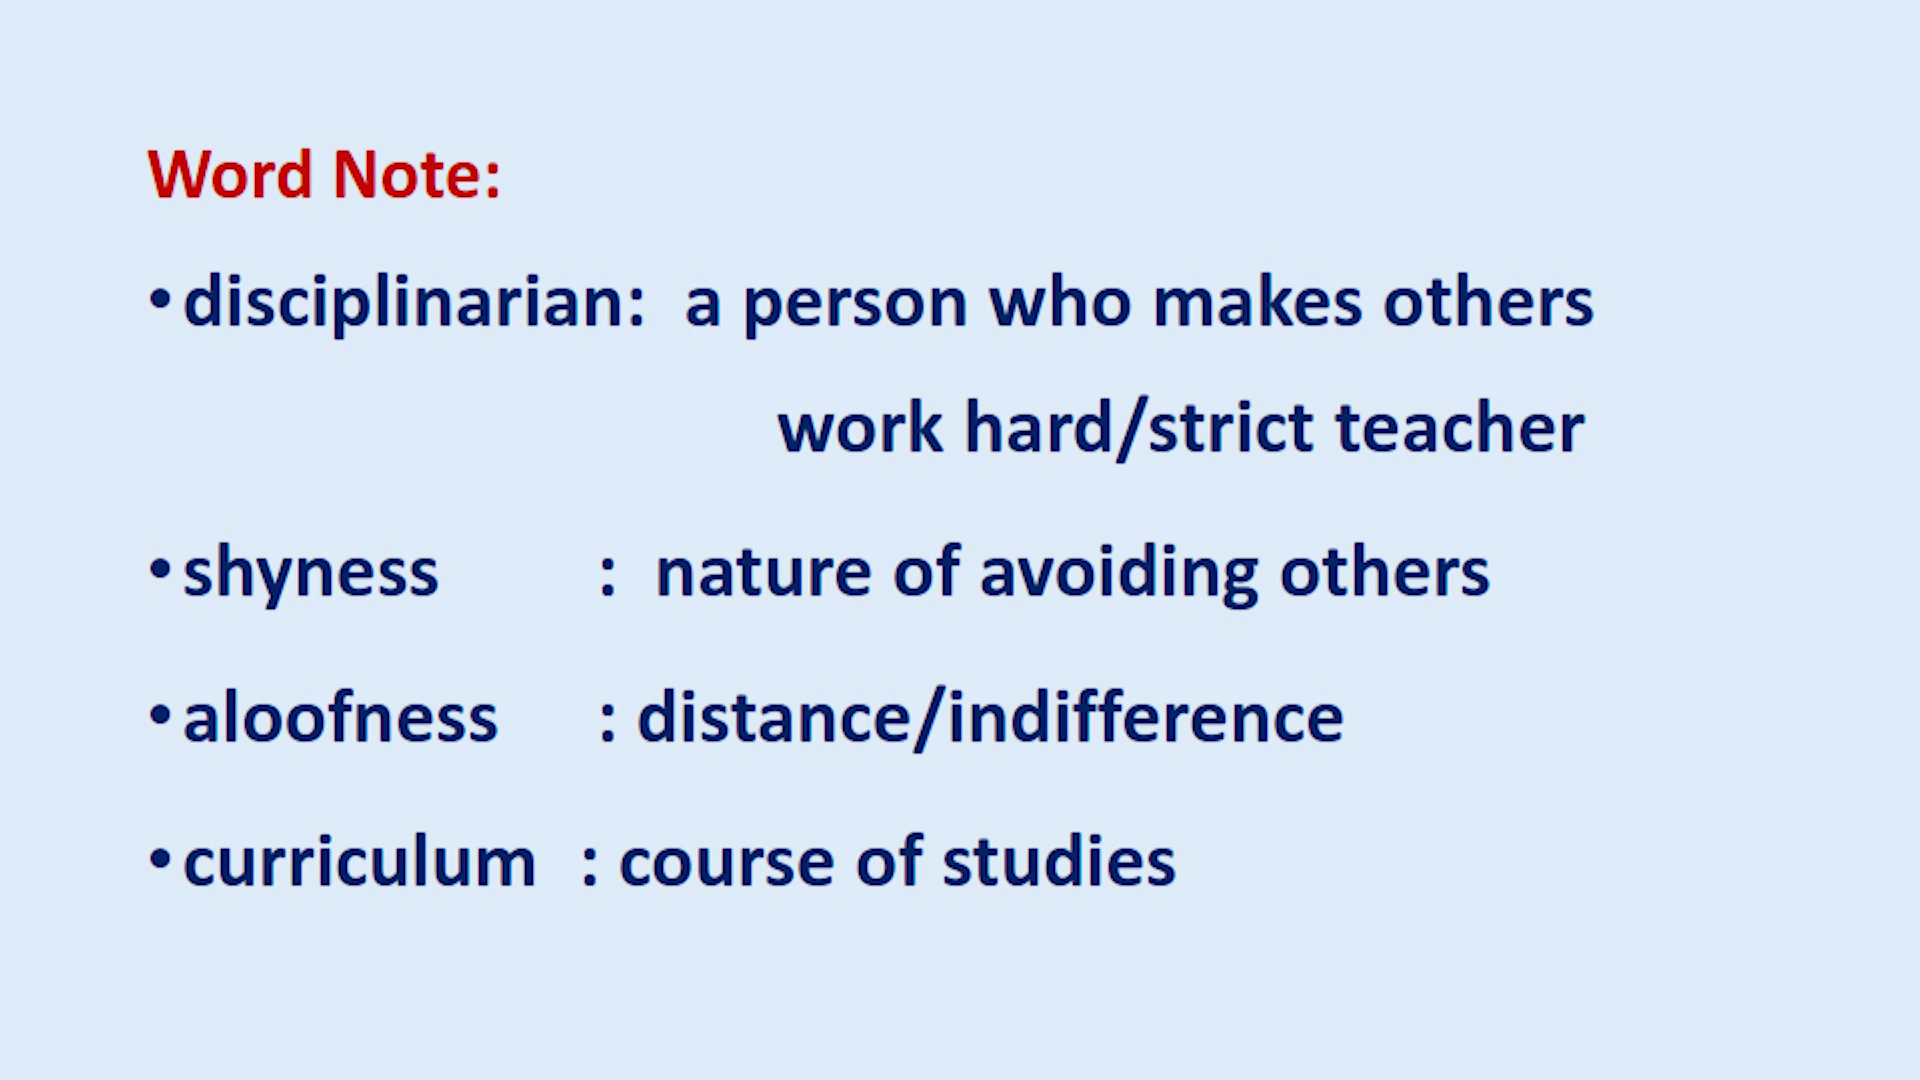 Word Note:
• disciplinarian: a person who makes others
work hard/strict teacher
• shyness : nature of avoiding others
• aloofness : distance/indifference
• curriculum : course of studies